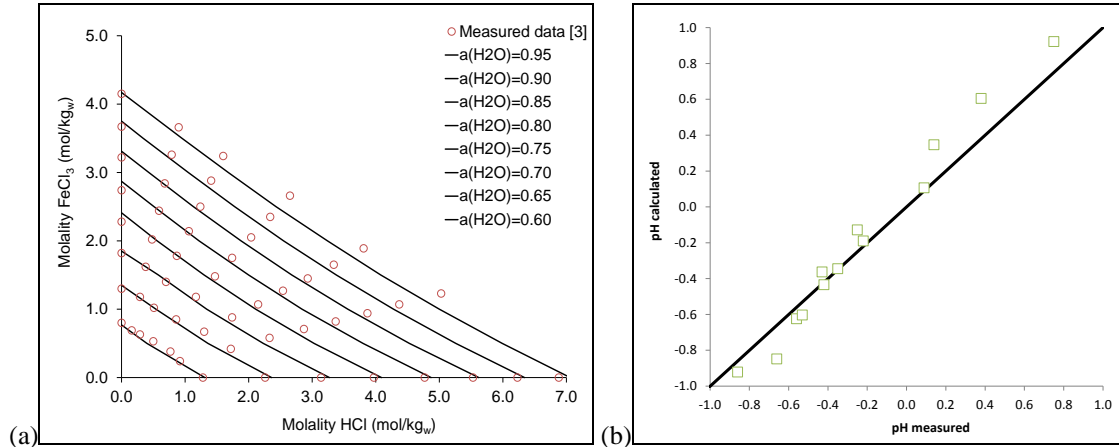 5.0
4.0
3.0
2.0
1.0
0.0
Molality FeCl3 (mol/kgw)
0.0 1.0 2.0 3.0 4.0 5.0 6.0 7.0
Molality HCl (mol/kgw)
Measured data [3]
a(H2O)=0.95
a(H2O)=0.90
a(H2O)=0.85
a(H2O)=0.80
a(H2O)=0.75
a(H2O)=0.70
a(H2O)=0.65
a(H2O)=0.60
(a)
1.0
0.8
0.6
0.4
0.2
0.0
-0.2
-0.4
-0.6
-0.8
-1.0
pH calculated
-1.0 -0.8 -0.6 -0.4 -0.2 0.0 0.2 0.4 0.6 0.8 1.0
pH measured
(b)